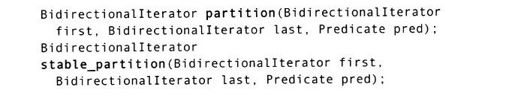 BidirectionalIterator partition(BidirectionalIterator
first, BidirectionalIterator last, Predicate pred);
BidirectionalIterator
stable_partition(BidirectionalIterator first,
BidirectionalIterator last, Predicate pred);